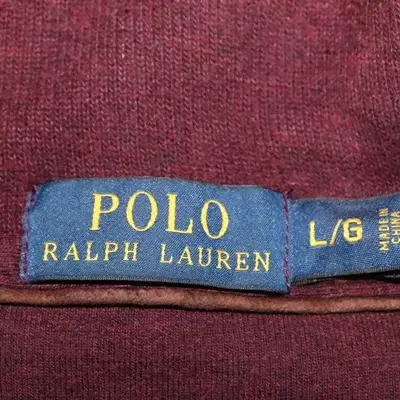 POLO
RALPH LAUREN
L/G
MADE IN
CHINA